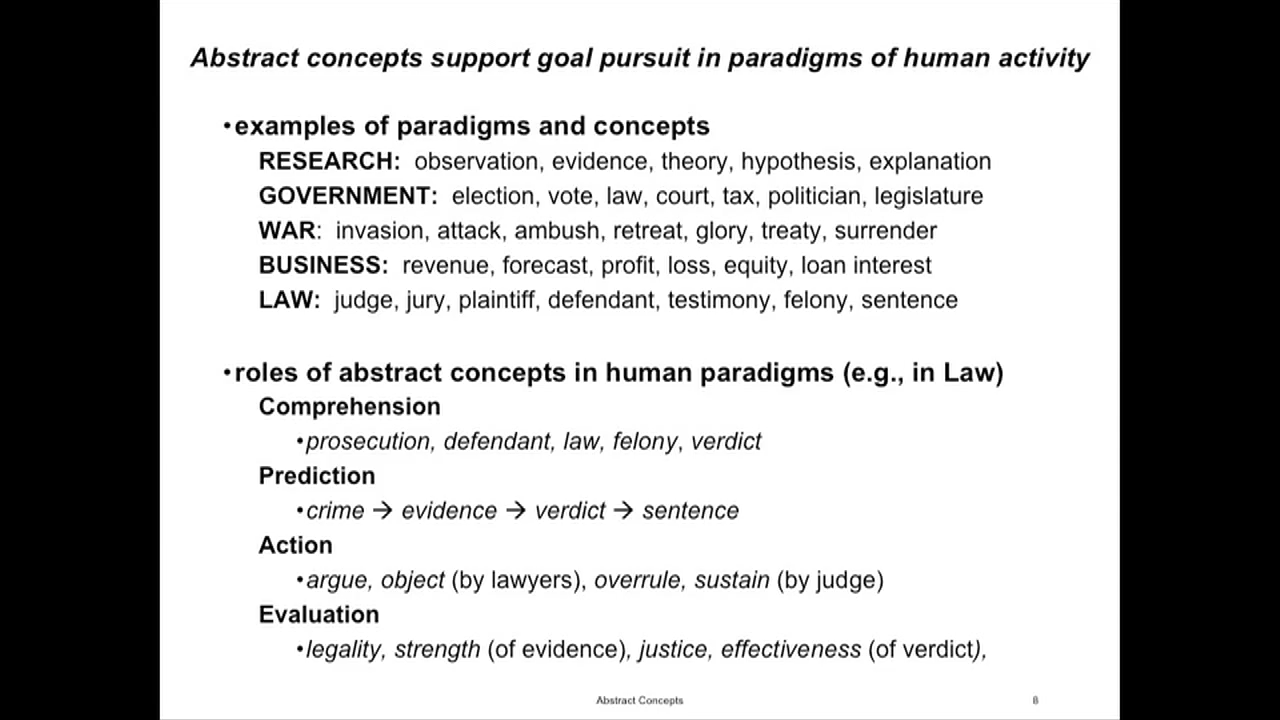 Abstract concepts support goal pursuit in paradigms of human activity
•examples of paradigms and concepts
RESEARCH: observation, evidence, theory, hypothesis, explanation
GOVERNMENT: election, vote, law, court, tax, politician, legislature
WAR: invasion, attack, ambush, retreat, glory, treaty, surrender
BUSINESS: revenue, forecast, profit, loss, equity, loan interest
LAW: judge, jury, plaintiff, defendant, testimony, felony, sentence
•roles of abstract concepts in human paradigms (e.g., in Law)
Comprehension
•prosecution, defendant, law, felony, verdict
Prediction
•crime → evidence → verdict → sentence
Action
•argue, object (by lawyers), overrule, sustain (by judge)
Evaluation
•legality, strength (of evidence), justice, effectiveness (of verdict),
Abstract Concepts